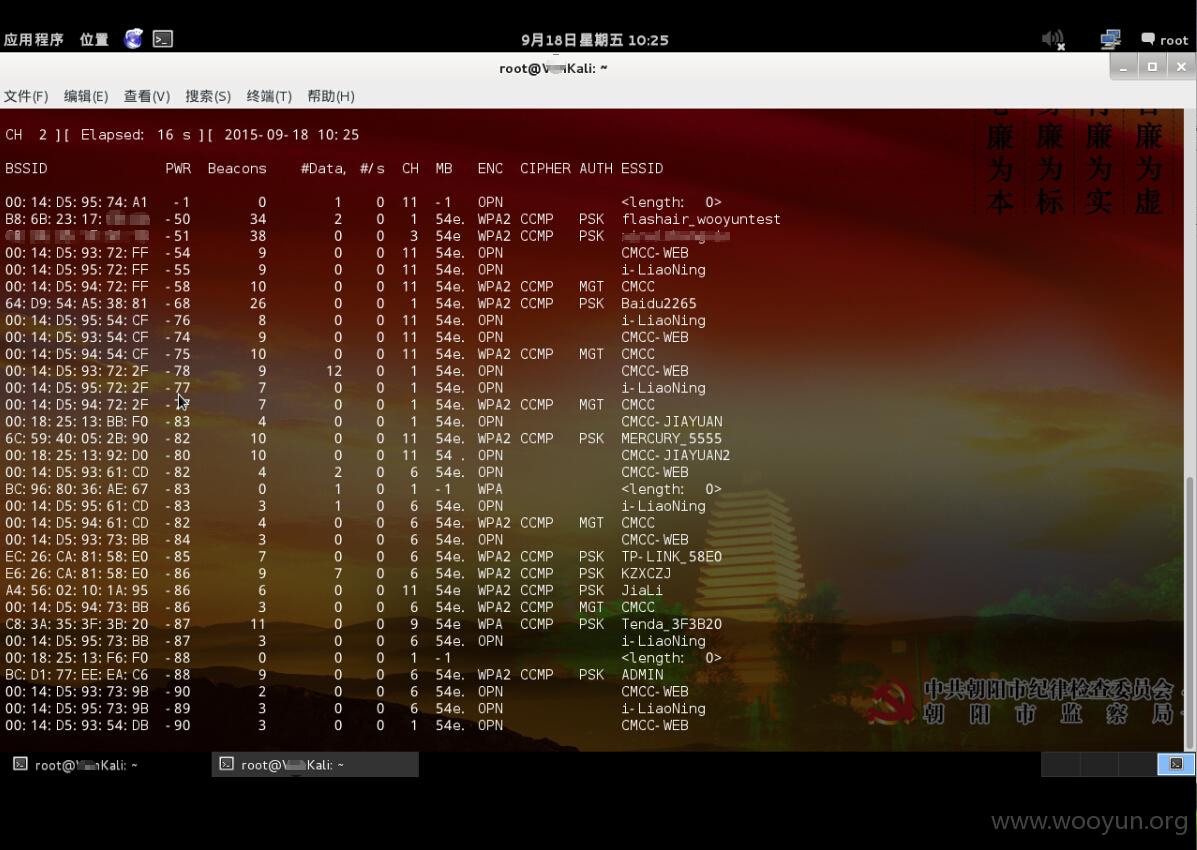 应用程序 位置 9月18日星期五 10:25 root
root@V Kali: ~
文件(F) 编辑(E) 查看(V) 搜索(S) 终端(T) 帮助(H)
CH 2 ][ Elapsed: 16 s ][ 2015-09-18 10:25
BSSID PWR Beacons #Data, #/s CH MB ENC CIPHER AUTH ESSID
00:14:D5:95:74:A1 -1 0 1 0 11 -1 OPN <length: 0>
B8:6B:23:17: -50 34 2 0 1 54e. WPA2 CCMP PSK flashair_wooyuntest
-51 38 0 0 3 54e WPA2 CCMP PSK
00:14:D5:93:72:FF -54 9 0 0 11 54e. OPN CMCC-WEB
00:14:D5:95:72:FF -55 9 0 0 11 54e. OPN i-LiaoNing
00:14:D5:94:72:FF -58 10 0 0 11 54e. WPA2 CCMP MGT CMCC
64:D9:54:A5:38:81 -68 26 0 0 1 54e. WPA2 CCMP PSK Baidu2265
00:14:D5:95:54:CF -76 8 0 0 11 54e. OPN i-LiaoNing
00:14:D5:93:54:CF -74 9 0 0 11 54e. OPN CMCC-WEB
00:14:D5:94:54:CF -75 10 0 0 11 54e. WPA2 CCMP MGT CMCC
00:14:D5:93:72:2F -78 9 12 0 1 54e. OPN CMCC-WEB
00:14:D5:95:72:2F -77 7 0 0 1 54e. OPN i-LiaoNing
00:14:D5:94:72:2F 7 0 0 1 54e. WPA2 CCMP MGT CMCC
00:18:25:13:BB:F0 -83 4 0 0 1 54e. OPN CMCC-JIAYUAN
6C:59:40:05:2B:90 -82 10 0 0 11 54e. WPA2 CCMP PSK MERCURY_5555
00:18:25:13:92:D0 -80 10 0 0 11 54 . OPN CMCC-JIAYUAN2
00:14:D5:93:61:CD -82 4 2 0 6 54e. OPN CMCC-WEB
BC:96:80:36:AE:67 -83 0 1 0 1 -1 WPA <length: 0>
00:14:D5:95:61:CD -83 3 1 0 6 54e. OPN i-LiaoNing
00:14:D5:94:61:CD -82 4 0 0 6 54e. WPA2 CCMP MGT CMCC
00:14:D5:93:73:BB -84 3 0 0 6 54e. OPN CMCC-WEB
EC:26:CA:81:58:E0 -85 7 0 0 6 54e. WPA2 CCMP PSK TP-LINK_58E0
E6:26:CA:81:58:E0 -86 9 7 0 6 54e. WPA2 CCMP PSK KZXCZJ
A4:56:02:10:1A:95 -86 6 0 0 11 54e WPA2 CCMP PSK JiaLi
00:14:D5:94:73:BB -86 3 0 0 6 54e. WPA2 CCMP MGT CMCC
C8:3A:35:3F:3B:20 -87 11 0 0 9 54e WPA CCMP PSK Tenda_3F3B20
00:14:D5:95:73:BB -87 3 0 0 6 54e. OPN i-LiaoNing
00:18:25:13:F6:F0 -88 0 0 0 1 -1 <length: 0>
BC:D1:77:EE:EA:C6 -88 9 0 0 6 54e. WPA2 CCMP PSK ADMIN
00:14:D5:93:73:9B -90 2 0 0 6 54e. OPN CMCC-WEB
00:14:D5:95:73:9B -89 3 0 0 6 54e. OPN i-LiaoNing
00:14:D5:93:54:DB -90 3 0 0 1 54e. OPN CMCC-WEB
廉 廉 廉 廉
为 为 为 为
本 标 实 虚
中共朝阳市纪律检查委员会
朝阳市监察局
root@V Kali: ~ root@V Kali: ~
www.wooyun.org